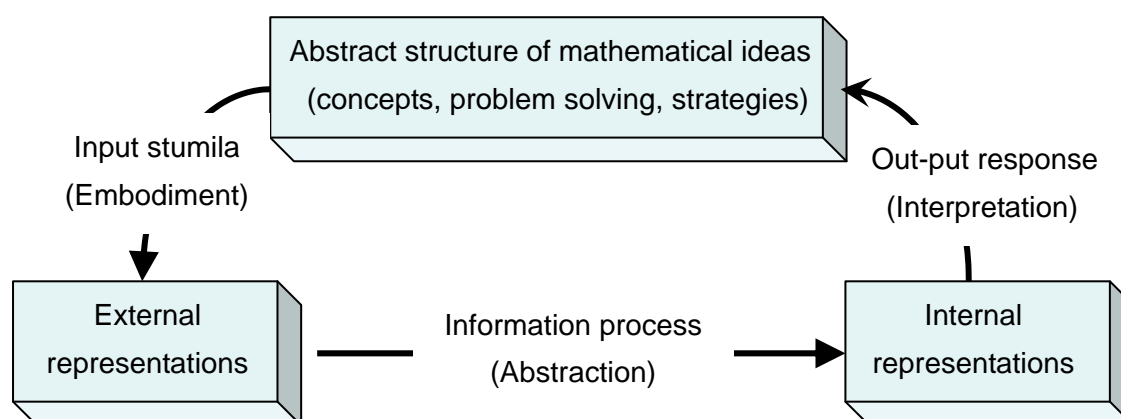 Abstract structure of mathematical ideas
(concepts, problem solving, strategies)
Input stumila
(Embodiment)
Out-put response
(Interpretation)
External
representations
Information process
(Abstraction)
Internal
representations